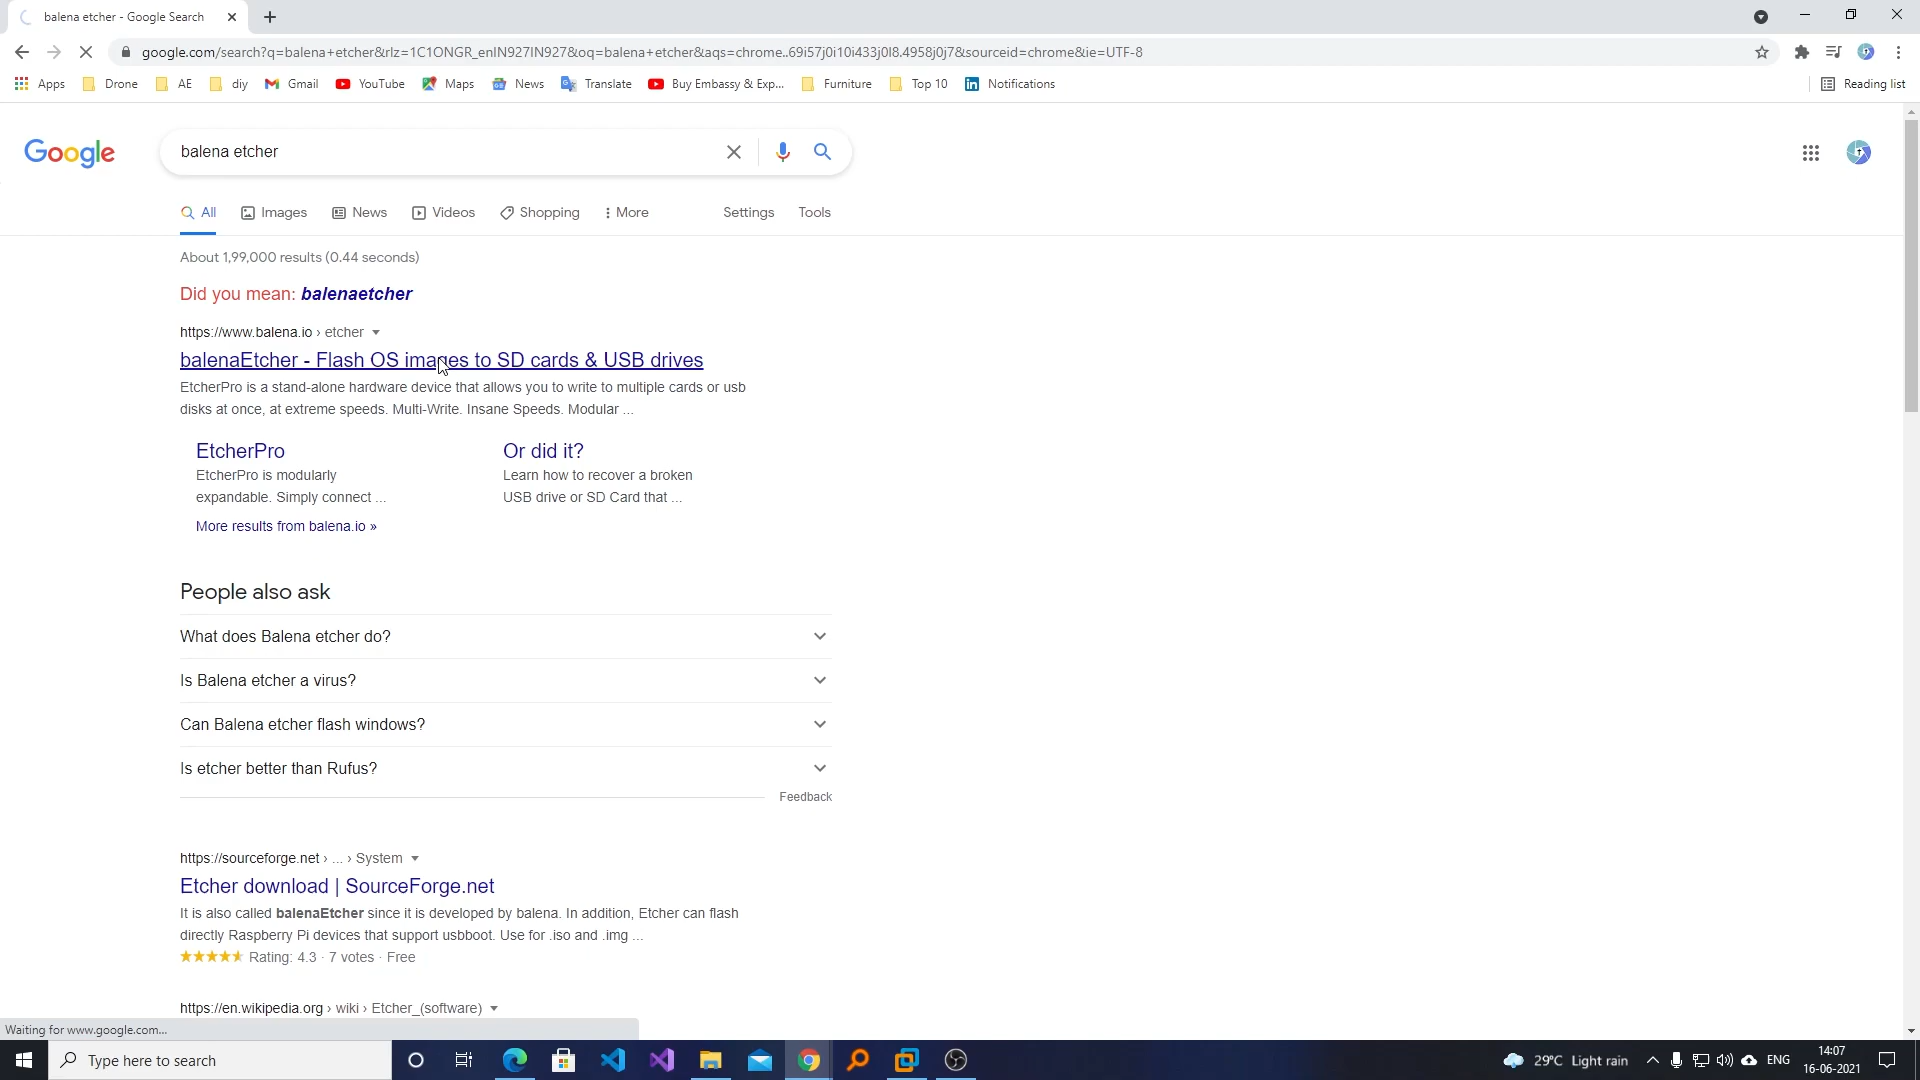 balena etcher - Google Search
google.com/search?q=balena+etcher&rlz=1C1ONGR_enIN927IN927&oq=balena+etcher&aqs=chrome..69i57j0i10i433j0l8.4958j0j7&sourceid=chrome&ie=UTF-8
Apps Drone AE diy Gmail YouTube Maps News Translate Buy Embassy & Exp... Furniture Top 10 Notifications Reading list
Google balena etcher
All Images News Videos Shopping More Settings Tools
About 1,99,000 results (0.44 seconds)
Did you mean: balenaetcher
https://www.balena.io › etcher
balenaEtcher - Flash OS images to SD cards & USB drives
EtcherPro is a stand-alone hardware device that allows you to write to multiple cards or usb
disks at once, at extreme speeds. Multi-Write. Insane Speeds. Modular ...
EtcherPro Or did it?
EtcherPro is modularly Learn how to recover a broken
expandable. Simply connect ... USB drive or SD Card that ...
More results from balena.io »
People also ask
What does Balena etcher do?
Is Balena etcher a virus?
Can Balena etcher flash windows?
Is etcher better than Rufus?
Feedback
https://sourceforge.net › ... › System
Etcher download | SourceForge.net
It is also called balenaEtcher since it is developed by balena. In addition, Etcher can flash
directly Raspberry Pi devices that support usbboot. Use for .iso and .img ...
Rating: 4.3 · 7 votes · Free
https://en.wikipedia.org › wiki › Etcher_(software)
Waiting for www.google.com...
Type here to search 29°C Light rain ENG 14:07
16-06-2021